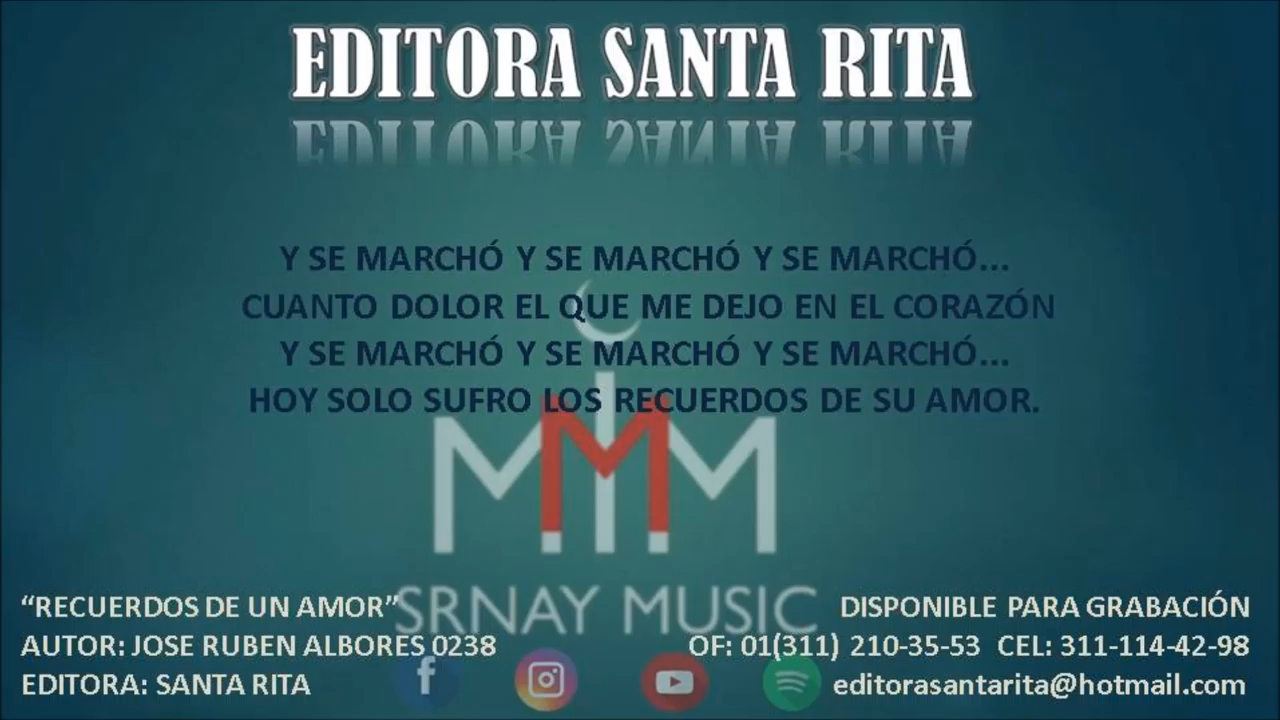 EDITORA SANTA RITA
Y SE MARCHÓ Y SE MARCHÓ Y SE MARCHÓ...
CUANTO DOLOR EL QUE ME DEJO EN EL CORAZÓN
Y SE MARCHÓ Y SE MARCHÓ Y SE MARCHÓ...
HOY SOLO SUFRO LOS RECUERDOS DE SU AMOR.
MMM
SRNAY MUSIC
“RECUERDOS DE UN AMOR”
AUTOR: JOSE RUBEN ALBORES 0238
EDITORA: SANTA RITA
DISPONIBLE PARA GRABACIÓN
OF: 01(311) 210-35-53 CEL: 311-114-42-98
editorasantarita@hotmail.com